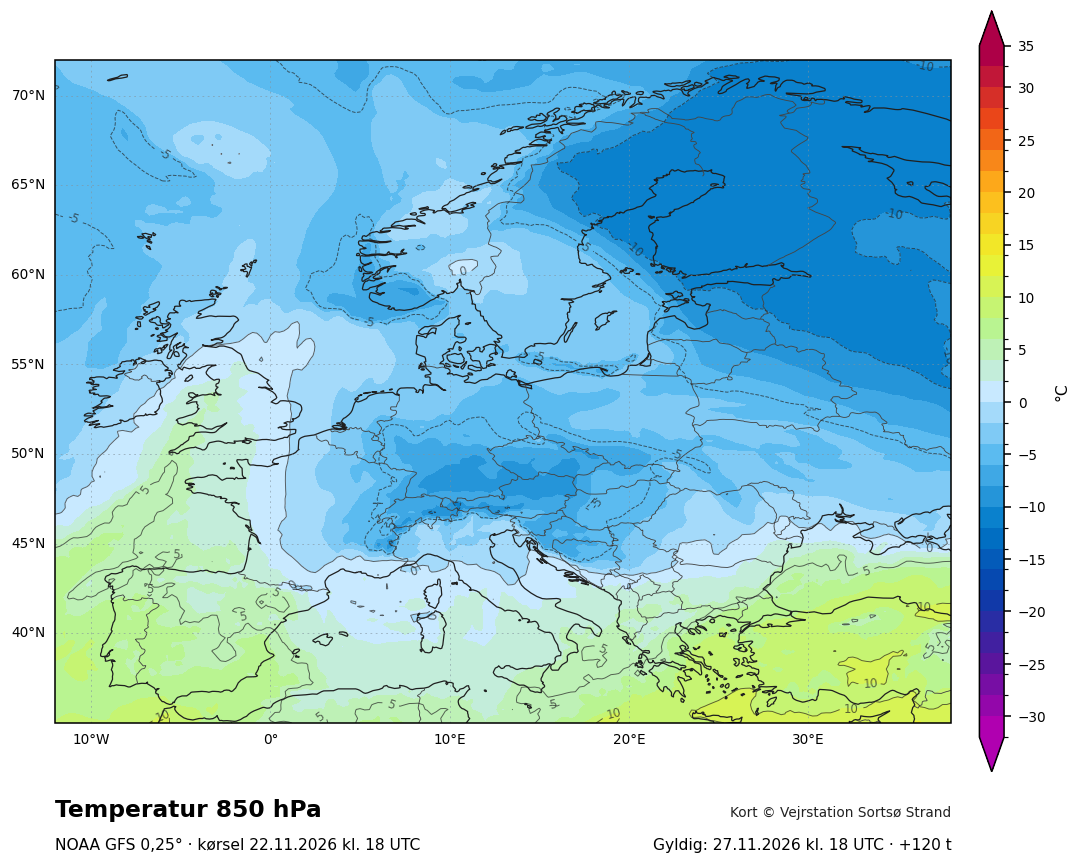 35
30
25
20
15
10
5
0
−5
−10
−15
−20
−25
−30
°C
70°N
65°N
60°N
55°N
50°N
45°N
40°N
10°W 0° 10°E 20°E 30°E
Temperatur 850 hPa
Kort © Vejrstation Sortsø Strand
NOAA GFS 0,25° · kørsel 22.11.2026 kl. 18 UTC
Gyldig: 27.11.2026 kl. 18 UTC · +120 t